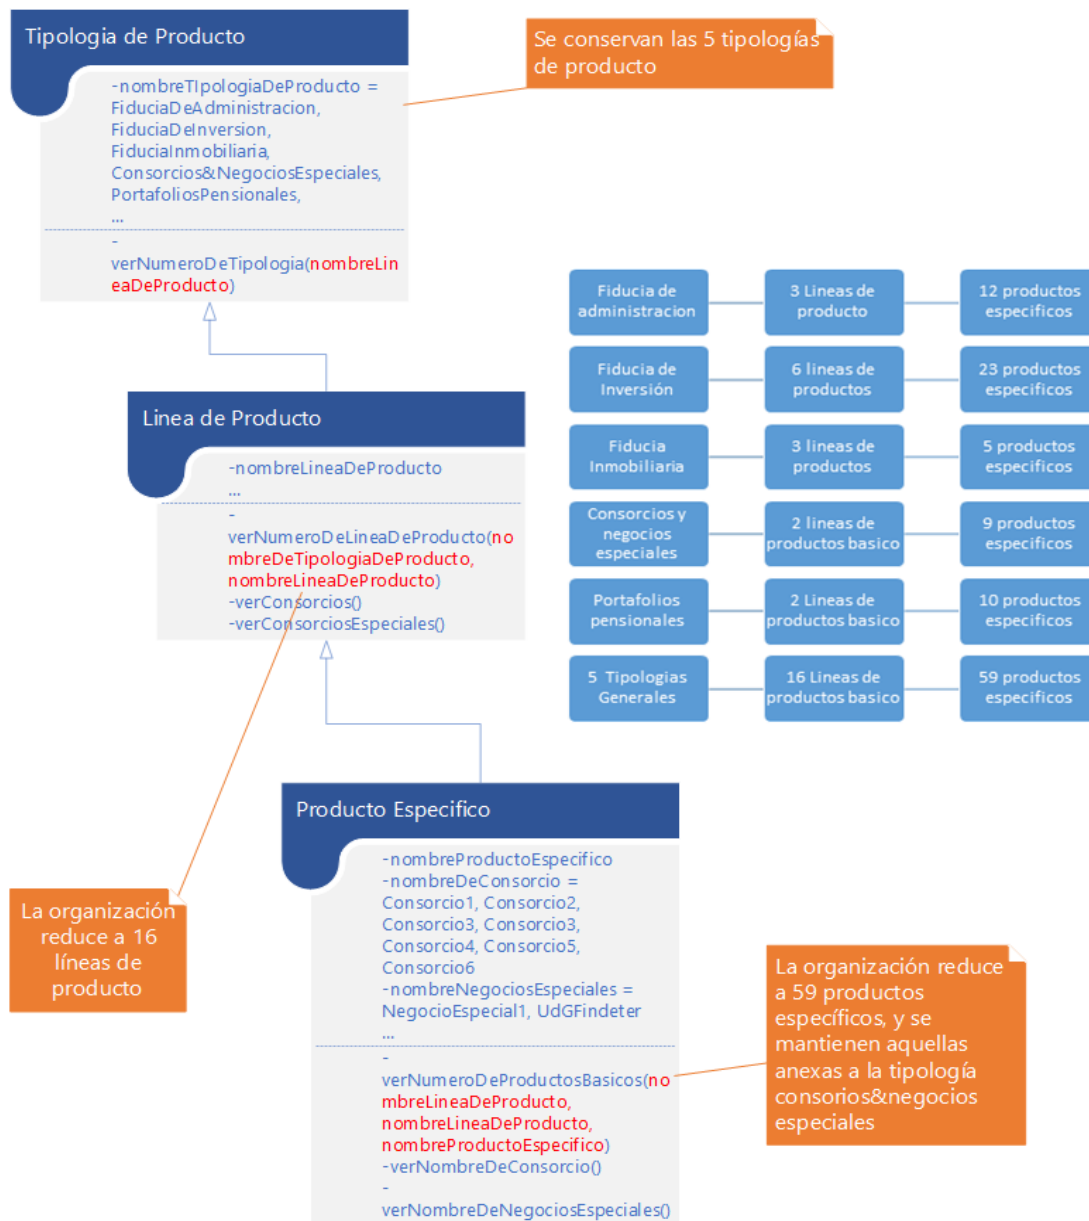 Tipologia de Producto
Se conservan las 5 tipologías
de producto
-nombreTIpologiaDeProducto =
FiduciaDeAdministracion,
FiduciaDeInversion,
FiduciaInmobiliaria,
Consorcios&NegociosEspeciales,
PortafoliosPensionales,
...
-
verNumeroDeTipologia(nombreLin
eaDeProducto)
Fiducia de
administracion
3 Lineas de
producto
12 productos
especificos
Fiducia de
Inversión
6 lineas de
productos
23 productos
especificos
Fiducia
Inmobiliaria
3 lineas de
productos
5 productos
especificos
Consorcios y
negocios
especiales
2 lineas de
productos basico
9 productos
especificos
Portafolios
pensionales
2 Lineas de
productos basico
10 productos
especificos
5 Tipologias
Generales
16 Lineas de
productos basico
59 productos
especificos
Linea de Producto
-nombreLineaDeProducto
...
-
verNumeroDeLineaDeProducto(no
mbreDeTipologiaDeProducto,
nombreLineaDeProducto)
-verConsorcios()
-verConsorciosEspeciales()
Producto Especifico
-nombreProductoEspecifico
-nombreDeConsorcio =
Consorcio1, Consorcio2,
Consorcio3, Consorcio3,
Consorcio4, Consorcio5,
Consorcio6
-nombreNegociosEspeciales =
NegocioEspecial1, UdGFindeter
...
-
verNumeroDeProductosBasicos(no
mbreLineaDeProducto,
nombreLineaDeProducto,
nombreProductoEspecifico)
-verNombreDeConsorcio()
-
verNombreDeNegociosEspeciales()
La organización
reduce a 16
líneas de
producto
La organización reduce
a 59 productos
específicos, y se
mantienen aquellas
anexas a la tipología
consorios&negocios
especiales